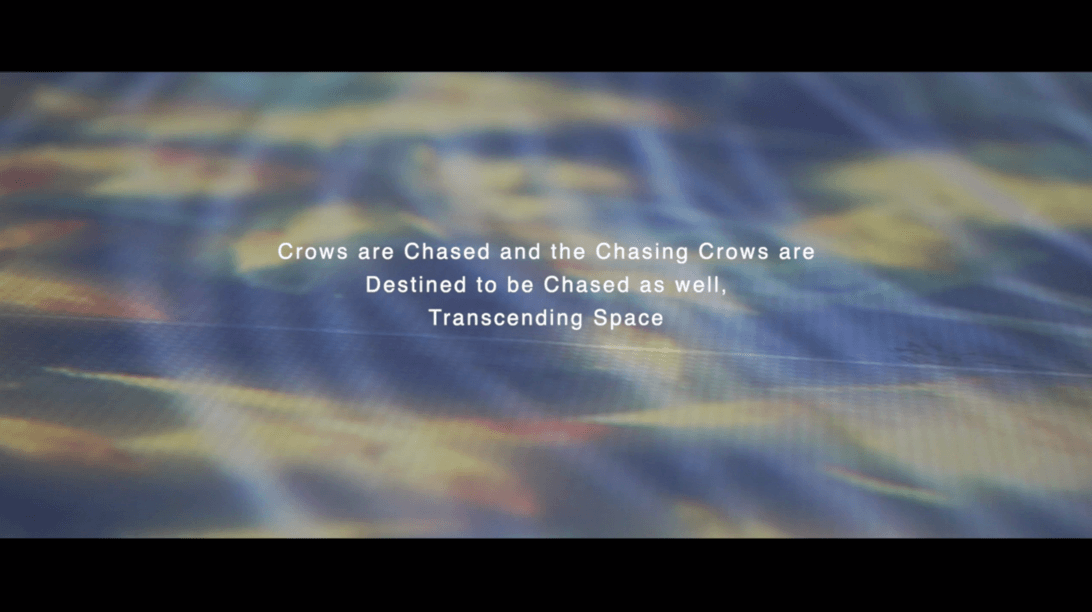 Crows are Chased and the Chasing Crows are
Destined to be Chased as well,
Transcending Space